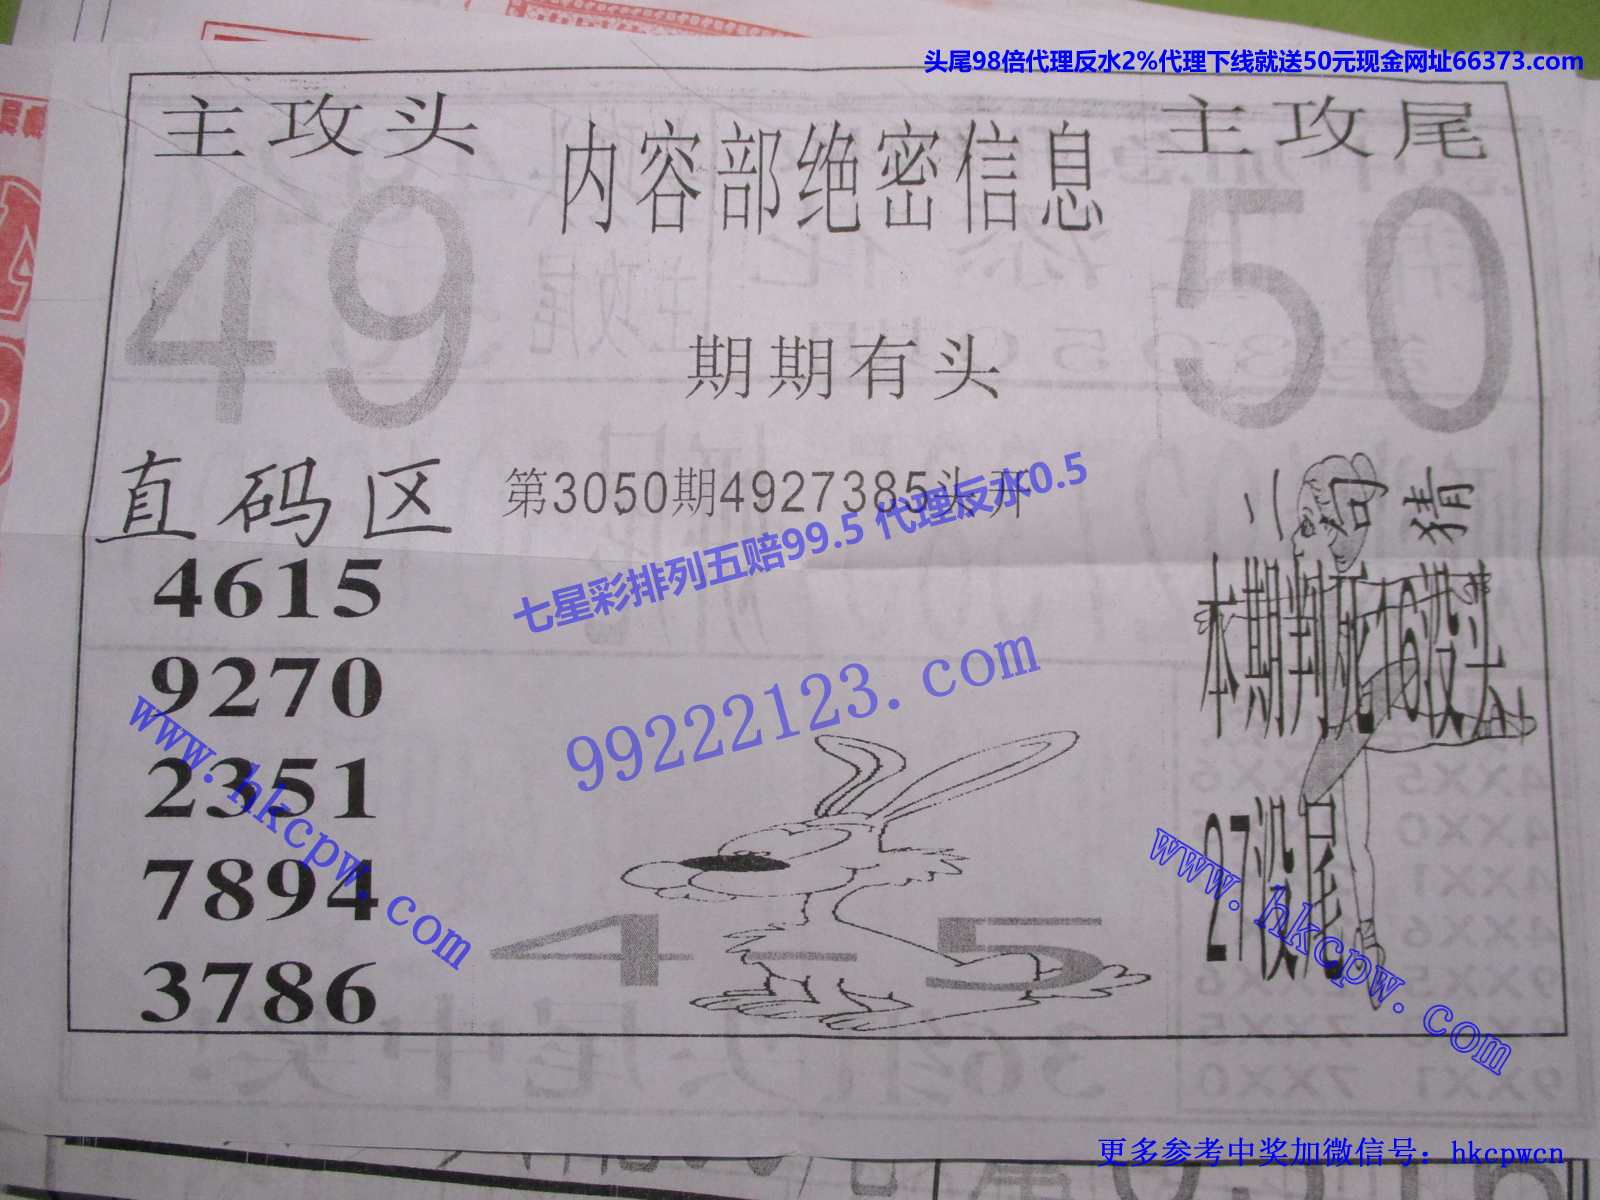 头尾98倍代理反水2%代理下线就送50元现金网址66373.com
主攻头
内容部绝密信息
主攻尾
49
50
期期有头
直码区
第3050期4927385头开
二句猜
七星彩排列五赔99.5 代理反水0.5
99222123.com
4615
9270
2351
7894
3786
本期判死16没头
27没尾
4-5
www.hkcpw.com
www.hkcpw.com
更多参考中奖加微信号：hkcpwcn